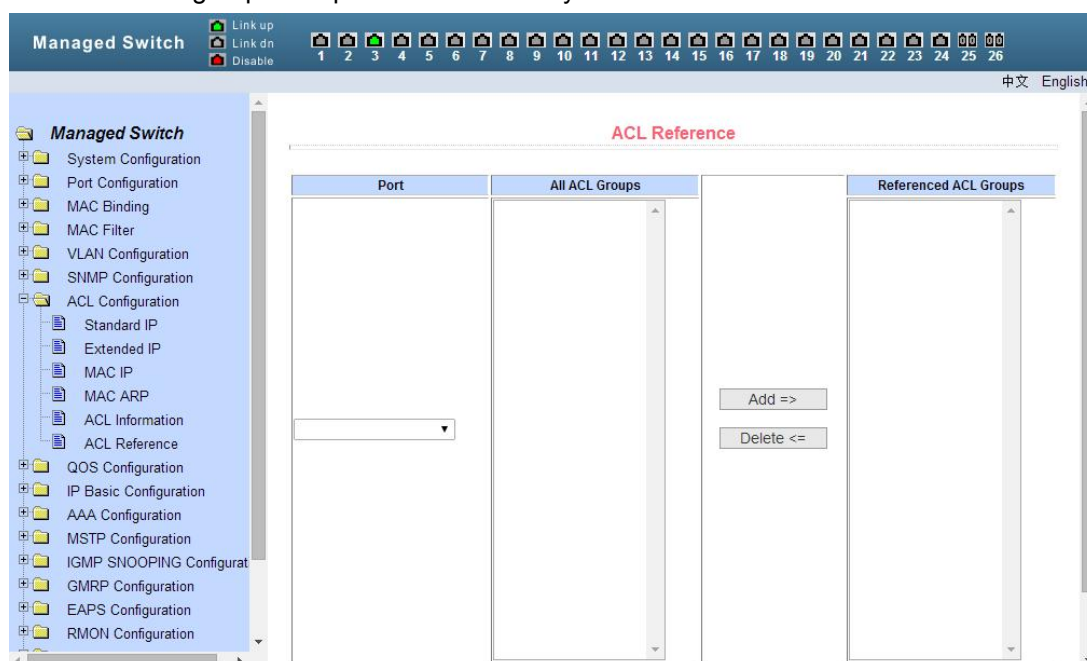 Managed Switch
Link up
Link dn
Disable
1 2 3 4 5 6 7 8 9 10 11 12 13 14 15 16 17 18 19 20 21 22 23 24 25 26
中文 English
Managed Switch
System Configuration
Port Configuration
MAC Binding
MAC Filter
VLAN Configuration
SNMP Configuration
ACL Configuration
Standard IP
Extended IP
MAC IP
MAC ARP
ACL Information
ACL Reference
QOS Configuration
IP Basic Configuration
AAA Configuration
MSTP Configuration
IGMP SNOOPING Configurat
GMRP Configuration
EAPS Configuration
RMON Configuration
ACL Reference
Port All ACL Groups Referenced ACL Groups
Add =>
Delete <=